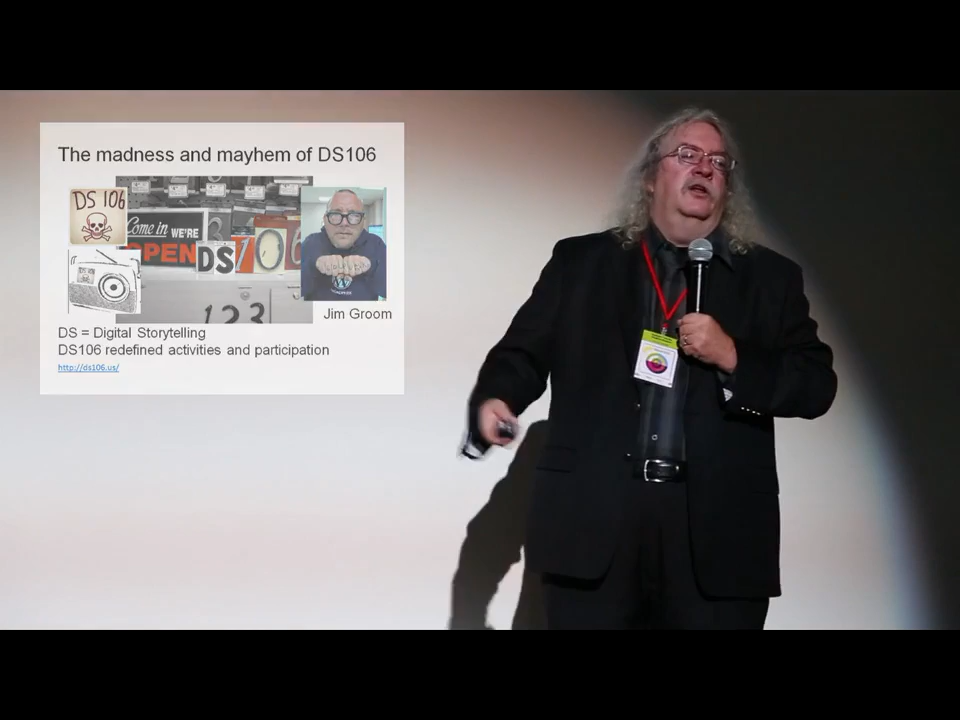 The madness and mayhem of DS106
DS 106
Come in WE'RE
OPEN
DS106
123
Jim Groom
DS = Digital Storytelling
DS106 redefined activities and participation
http://ds106.us/